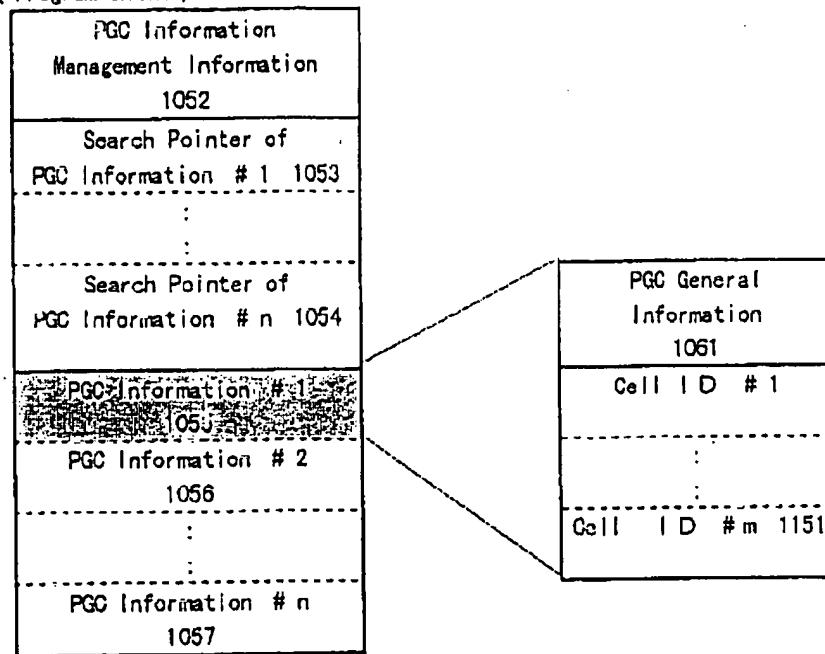 PGC Information
Management Information
1052
Search Pointer of
PGC Information # 1 1053
:
:
Search Pointer of
PGC Information # n 1054
PGC Information # 1
PGC Information # 2
1056
:
:
PGC Information # n
1057
PGC General
Information
1061
Cell ID # 1
:
:
Cell ID # m 1151